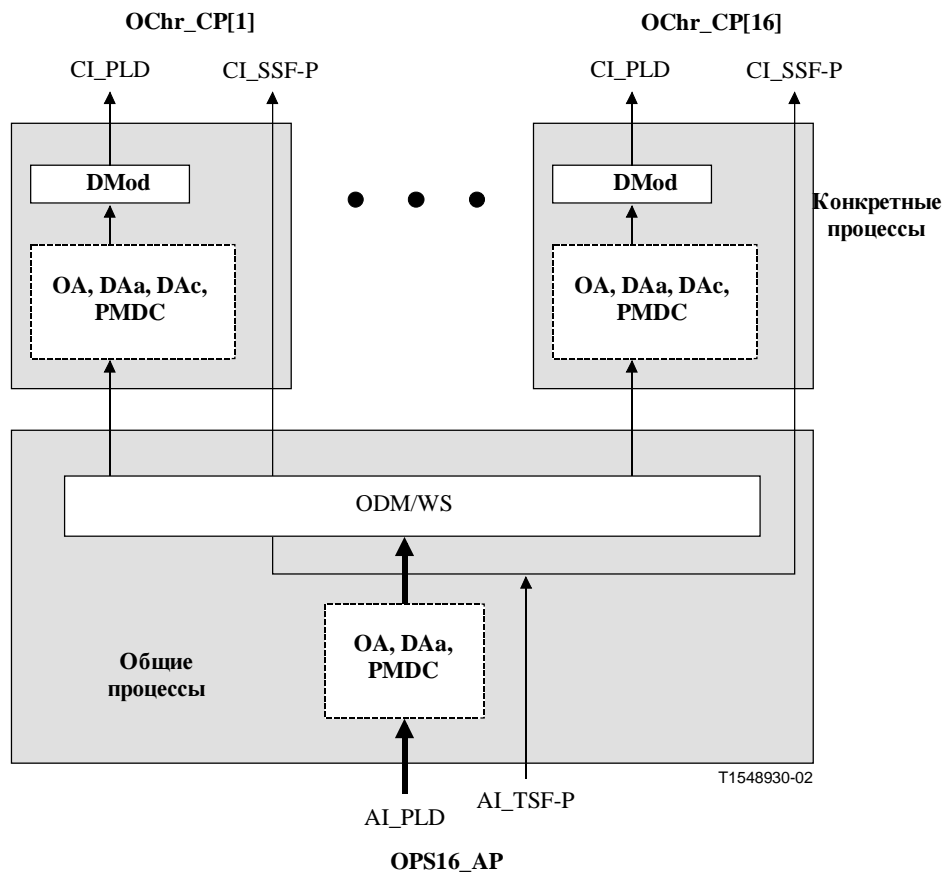 OChr_CP[1]
OChr_CP[16]
CI_PLD
CI_SSF-P
CI_PLD
CI_SSF-P
DMod
DMod
Конкретные
процессы
OA, DAa, DAc,
PMDC
OA, DAa, DAc,
PMDC
ODM/WS
OA, DAa,
PMDC
Общие
процессы
T1548930-02
AI_PLD
AI_TSF-P
OPS16_AP